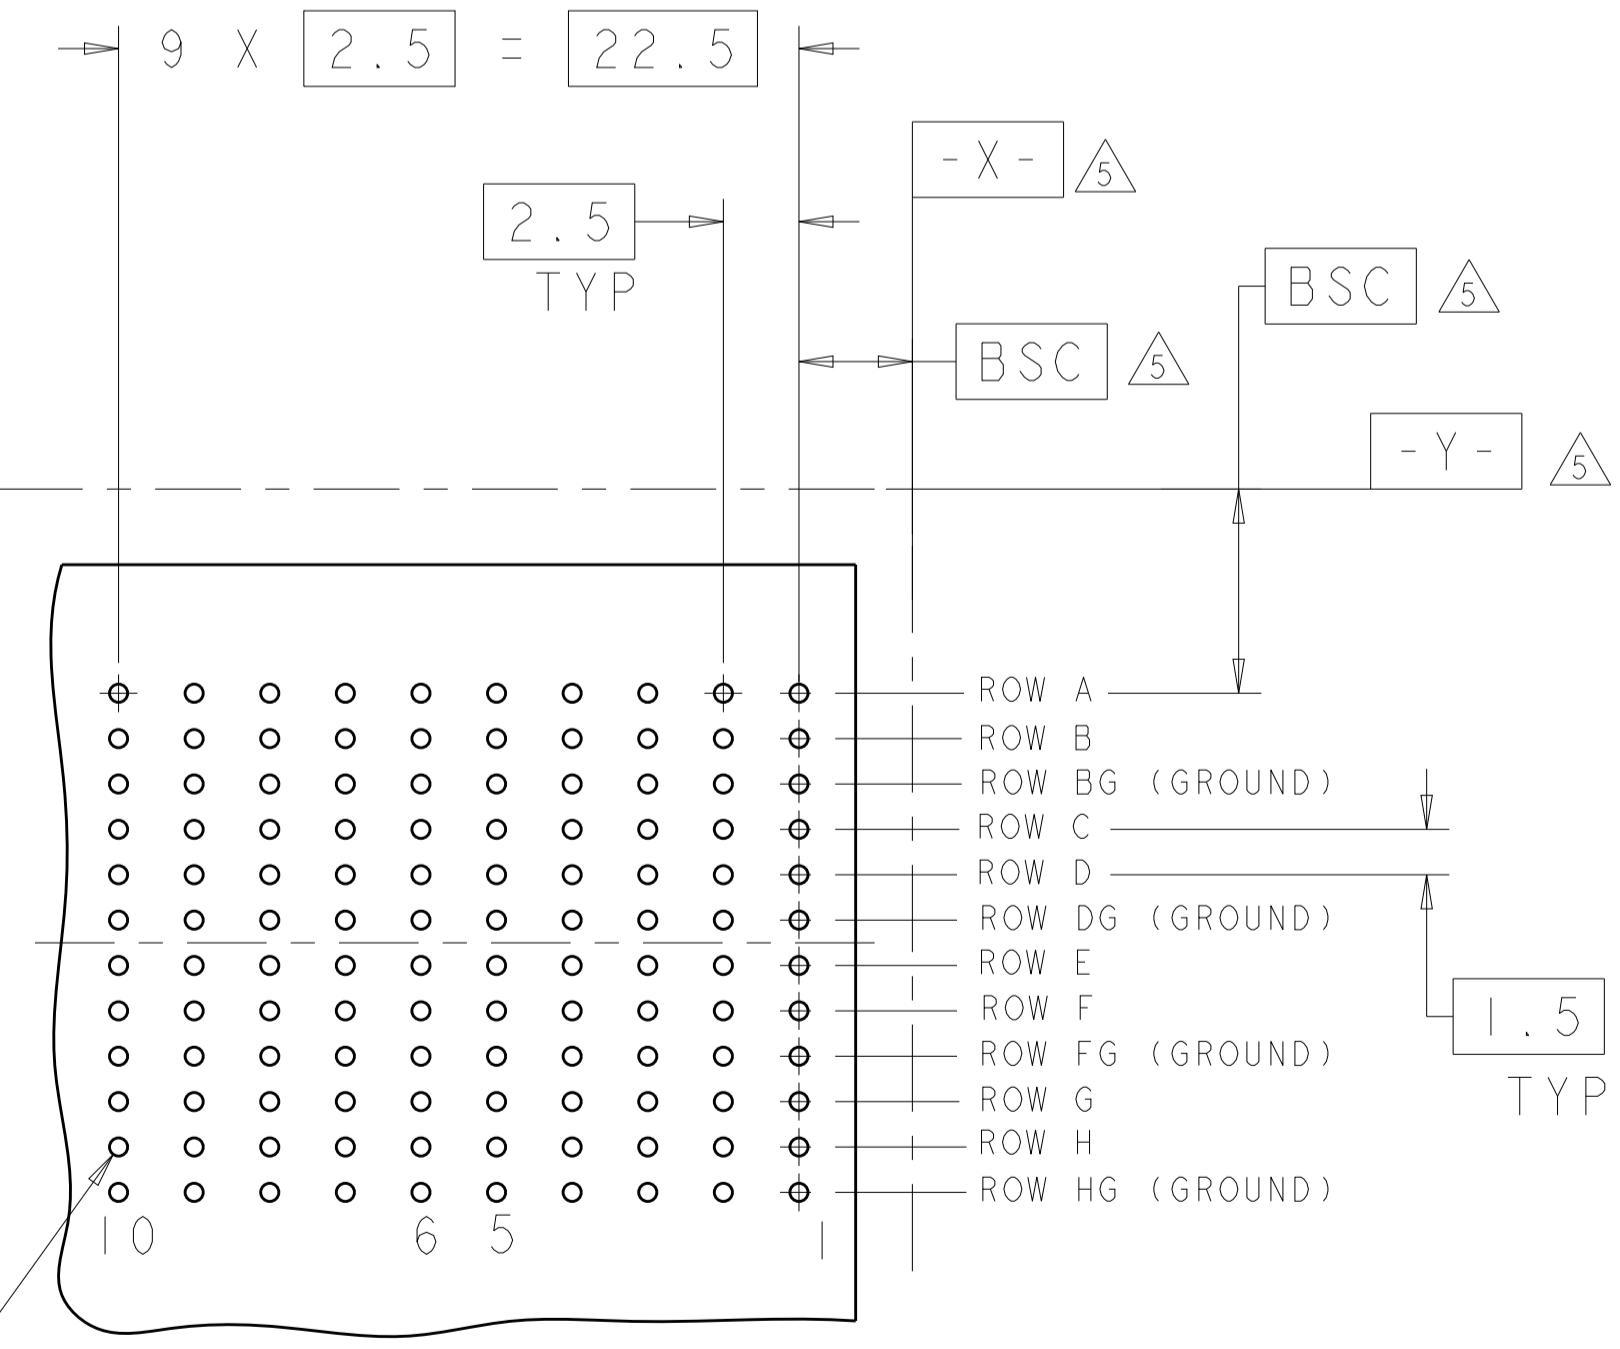 9 X 2.5 = 22.5
-X- 5
2.5
TYP
BSC 5
BSC 5
-Y- 5
ROW A
ROW B
ROW BG (GROUND)
ROW C
ROW D
ROW DG (GROUND)
ROW E
ROW F
ROW FG (GROUND)
1.5
TYP
ROW G
ROW H
ROW HG (GROUND)
10 6 5 1